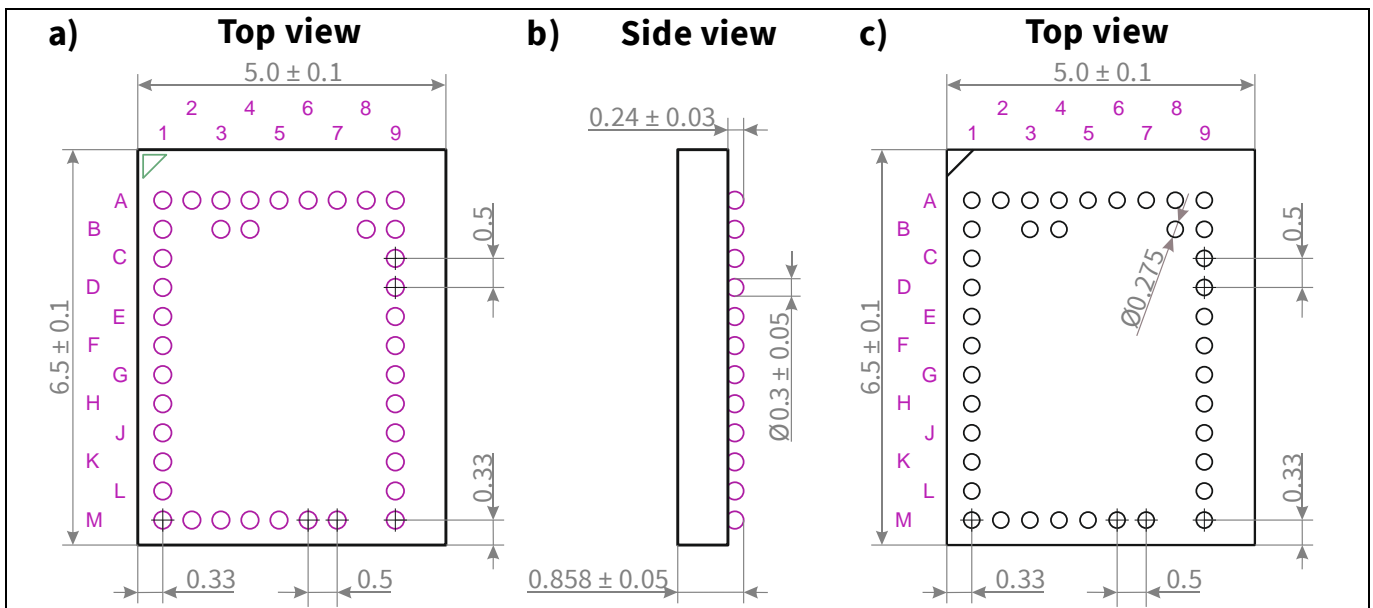 a) Top view
5.0 ± 0.1
2 4 6 8
1 3 5 7 9
A
B
C
D
E
F
G
H
J
K
L
M
6.5 ± 0.1
0.5
0.33
0.33
0.5
b) Side view
0.24 ± 0.03
Ø0.3 ± 0.05
0.858 ± 0.05
c) Top view
5.0 ± 0.1
2 4 6 8
1 3 5 7 9
A
B
C
D
E
F
G
H
J
K
L
M
6.5 ± 0.1
Ø0.275
0.5
0.33
0.33
0.5